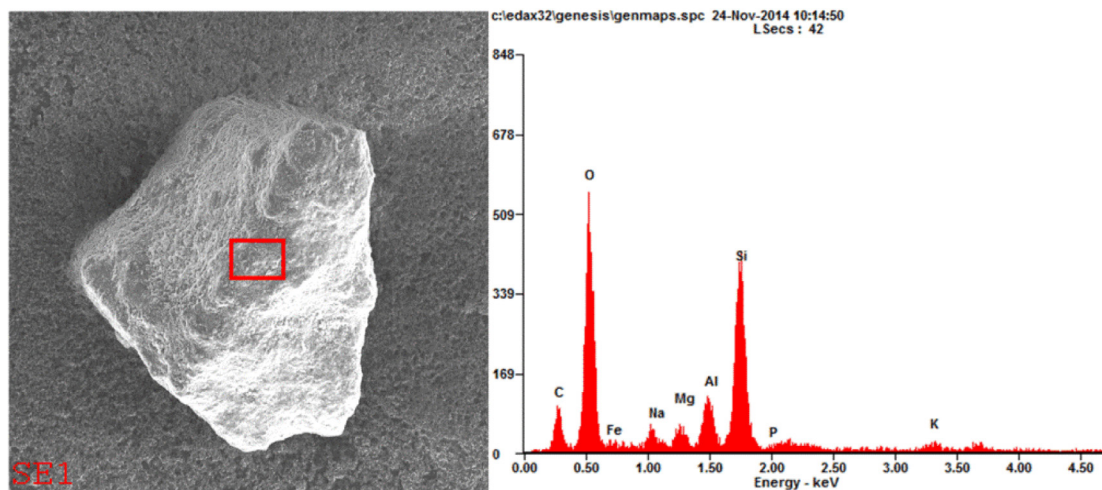 c:\edax32\genesis\genmaps.spc 24-Nov-2014 10:14:50
LSecs : 42
848
678
O
509
Si
339
169
C
Al
Na
Mg
Fe
P
K
0
0.00 0.50 1.00 1.50 2.00 2.50 3.00 3.50 4.00 4.50
Energy - keV
SE1